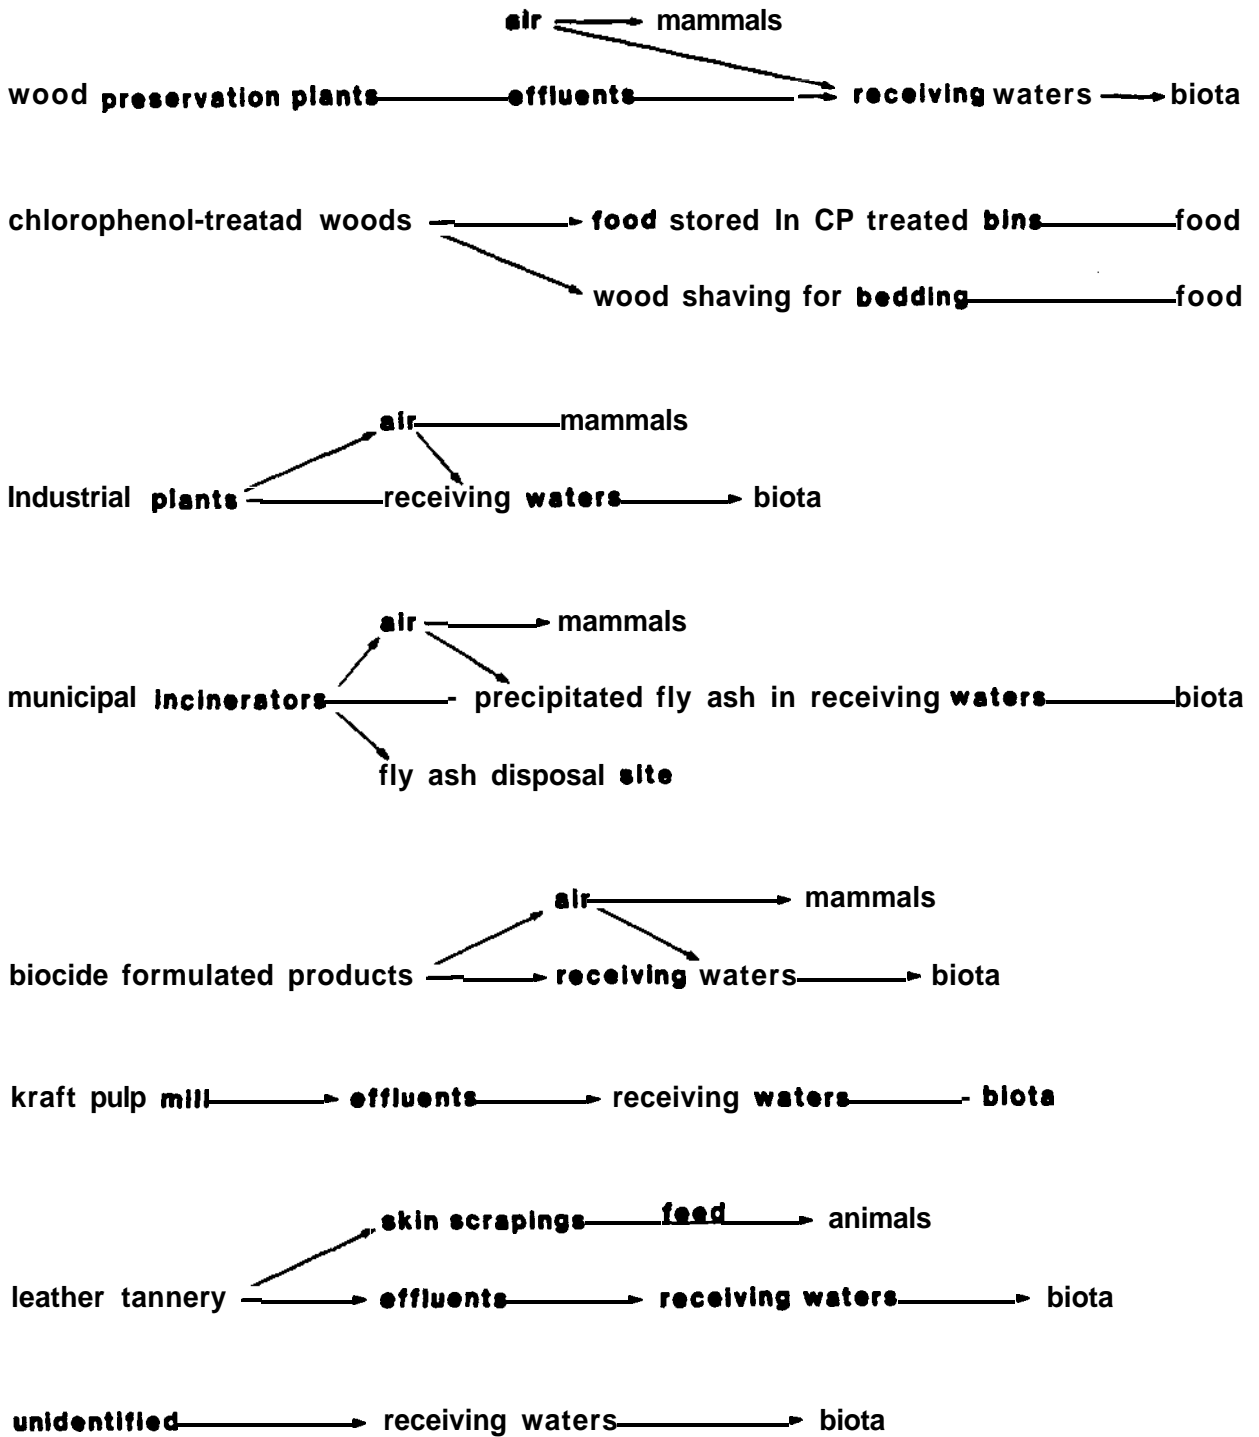 air mammals
wood preservation plants effluents receiving waters biota
chlorophenol-treatad woods food stored In CP treated bins food
wood shaving for bedding food
air mammals
Industrial plants receiving waters biota
air mammals
municipal incinerators precipitated fly ash in receiving waters biota
fly ash disposal site
air mammals
biocide formulated products receiving waters biota
kraft pulp mill effluents receiving waters biota
skin scrapings feed animals
leather tannery effluents receiving waters biota
unidentified receiving waters biota